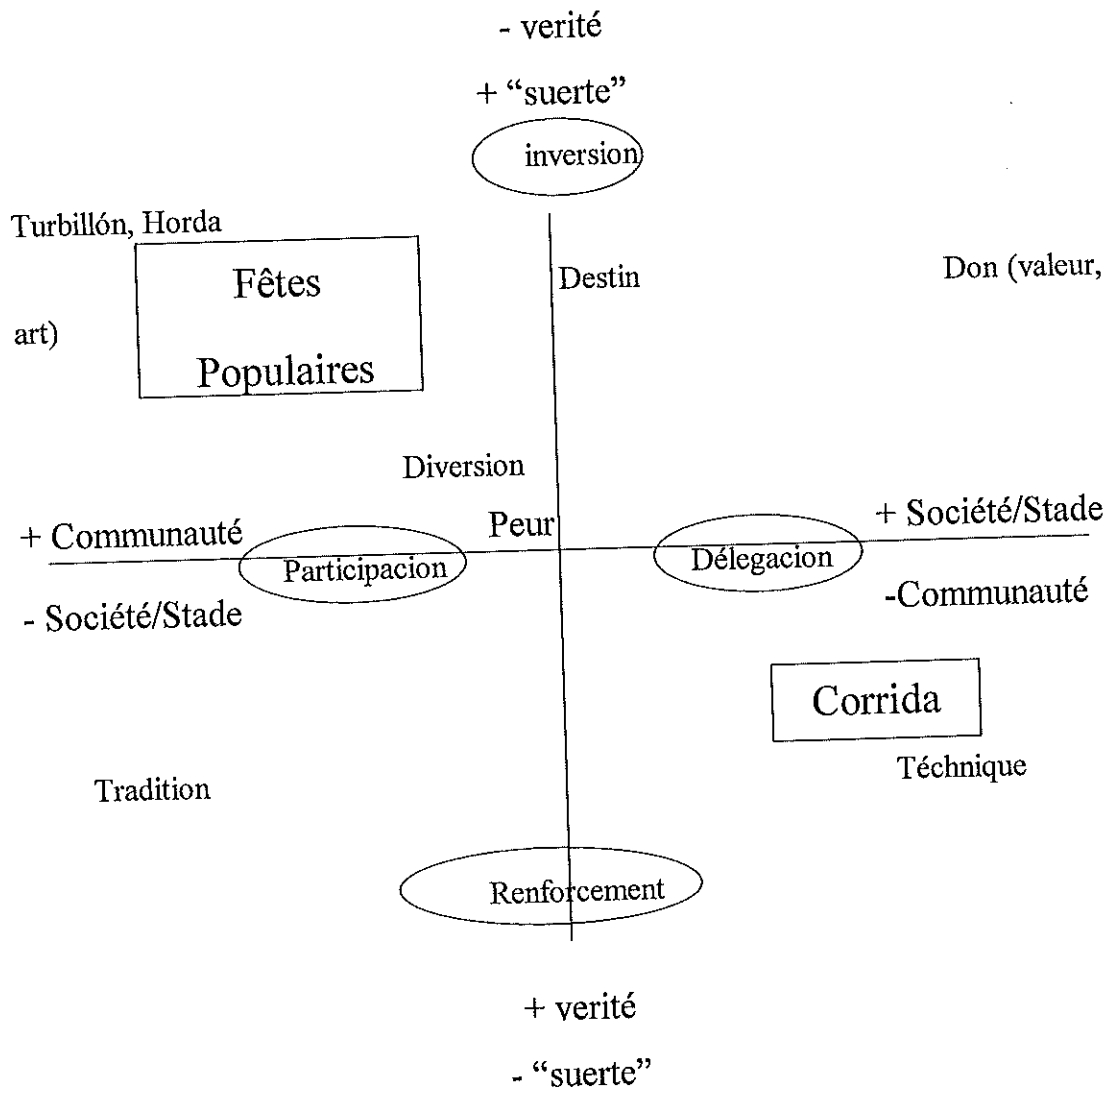 - verité
+ “suerte”
inversion
Turbillón, Horda
Fêtes
Destin
Don (valeur,
art)
Populaires
Diversion
+ Communauté
Peur
+ Société/Stade
Participacion
Délegacion
- Société/Stade
-Communauté
Corrida
Tradition
Téchnique
Renforcement
+ verité
- “suerte”